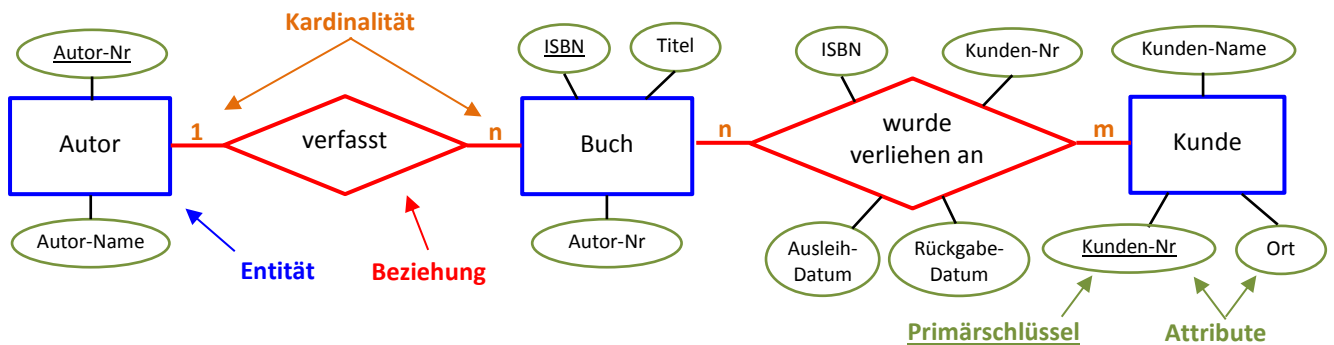 Kardinalität
Autor-Nr
ISBN
Titel
ISBN
Kunden-Nr
Kunden-Name
Autor
1
verfasst
n
Buch
n
wurde
verliehen an
m
Kunde
Autor-Name
Autor-Nr
Ausleih-
Datum
Rückgabe-
Datum
Kunden-Nr
Ort
Entität
Beziehung
Primärschlüssel
Attribute